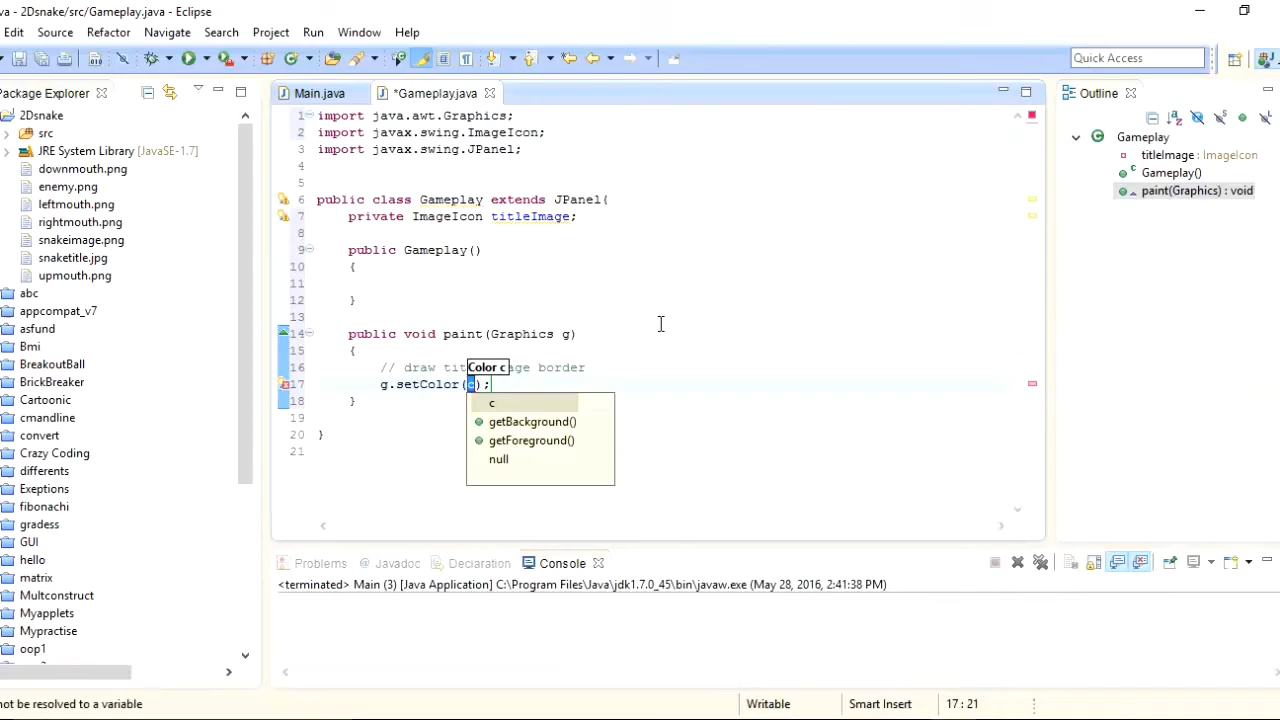 va - 2Dsnake/src/Gameplay.java - Eclipse
Edit Source Refactor Navigate Search Project Run Window Help
Quick Access
Package Explorer
2Dsnake
src
JRE System Library [JavaSE-1.7]
downmouth.png
enemy.png
leftmouth.png
rightmouth.png
snakeimage.png
snaketitle.jpg
upmouth.png
abc
appcompat_v7
asfund
Bmi
BreakoutBall
BrickBreaker
Cartoonic
cmandline
convert
Crazy Coding
differents
Exeptions
fibonachi
gradess
GUI
hello
matrix
Multconstruct
Myapplets
Mypractise
oop1
Main.java *Gameplay.java
1 import java.awt.Graphics;
2 import javax.swing.ImageIcon;
3 import javax.swing.JPanel;
4
5
6 public class Gameplay extends JPanel{
7 private ImageIcon titleImage;
8
9 public Gameplay()
10 {
11
12 }
13
14 public void paint(Graphics g)
15 {
16 // draw tit Color c age border
17 g.setColor(c);
18 }
19
20 }
21
c
getBackground()
getForeground()
null
Outline
Gameplay
titleImage : ImageIcon
Gameplay()
paint(Graphics) : void
Problems @ Javadoc Declaration Console
<terminated> Main (3) [Java Application] C:\Program Files\Java\jdk1.7.0_45\bin\javaw.exe (May 28, 2016, 2:41:38 PM)
not be resolved to a variable
Writable
Smart Insert
17 : 21